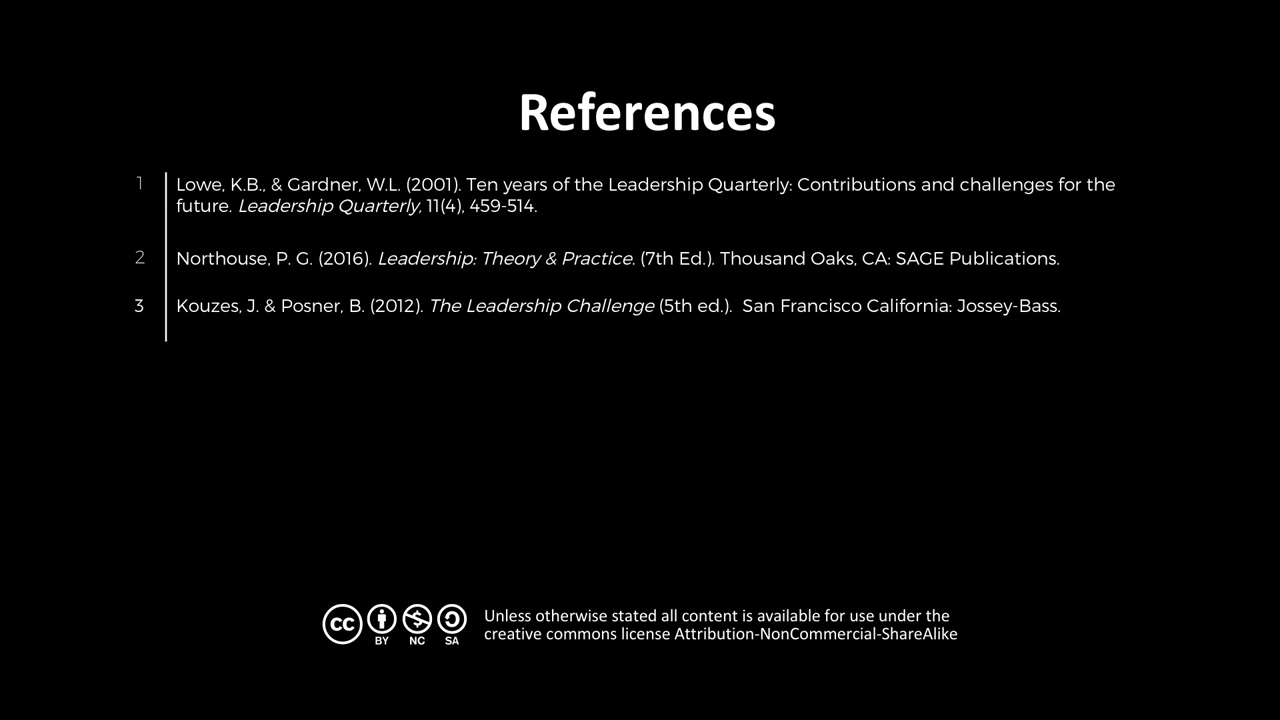 References
1 Lowe, K.B., & Gardner, W.L. (2001). Ten years of the Leadership Quarterly: Contributions and challenges for the
future. Leadership Quarterly, 11(4), 459-514.
2 Northouse, P. G. (2016). Leadership: Theory & Practice. (7th Ed.). Thousand Oaks, CA: SAGE Publications.
3 Kouzes, J. & Posner, B. (2012). The Leadership Challenge (5th ed.).  San Francisco California: Jossey-Bass.
cc BY NC SA
Unless otherwise stated all content is available for use under the
creative commons license Attribution-NonCommercial-ShareAlike